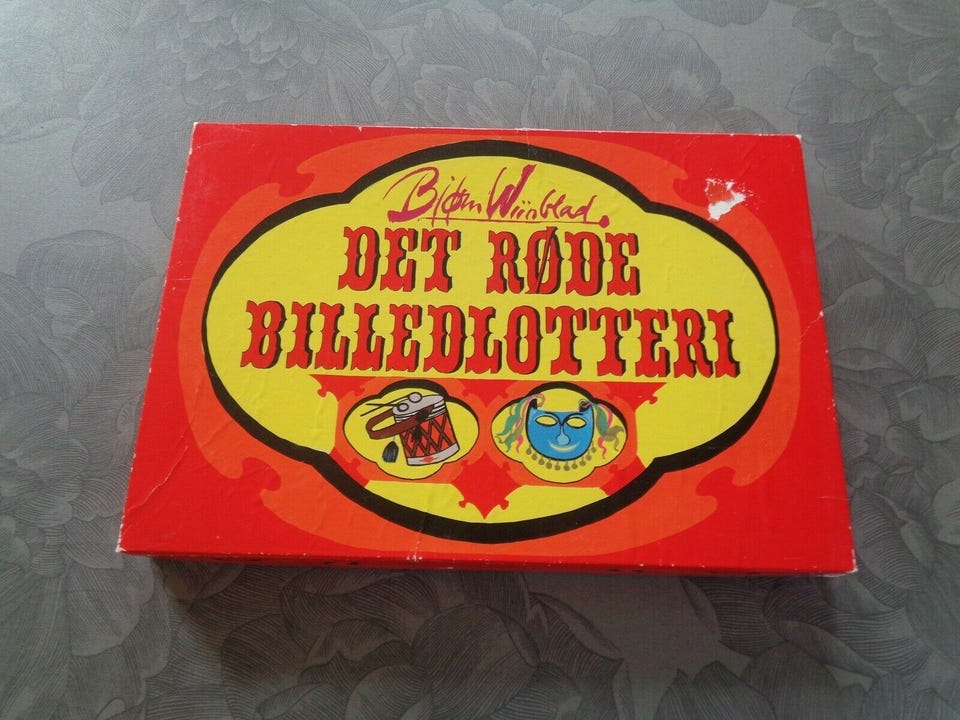 Bjørn Wiinblad.
DET RØDE
BILLEDLOTTERI